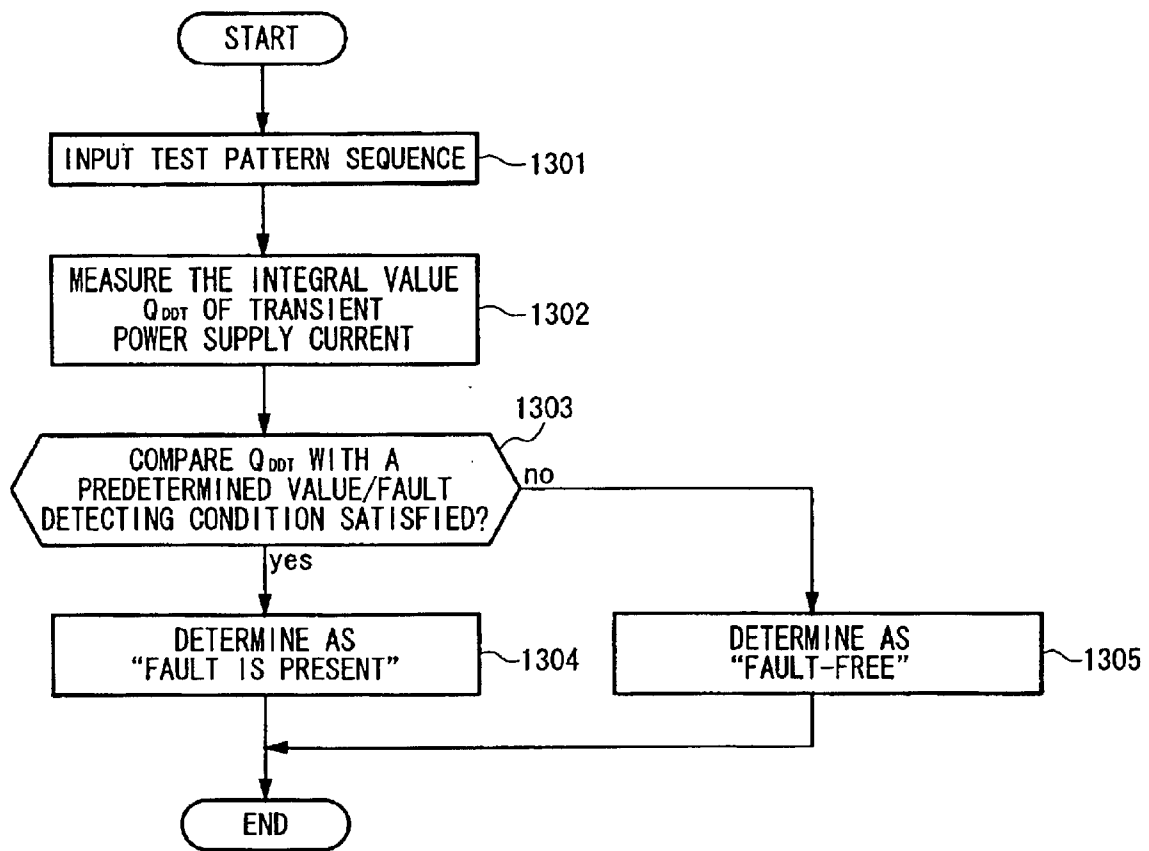 START
INPUT TEST PATTERN SEQUENCE
1301
MEASURE THE INTEGRAL VALUE
QDDT OF TRANSIENT
POWER SUPPLY CURRENT
1302
1303
COMPARE QDDT WITH A
PREDETERMINED VALUE/FAULT
DETECTING CONDITION SATISFIED?
no
yes
DETERMINE AS
“FAULT IS PRESENT”
1304
DETERMINE AS
“FAULT-FREE”
1305
END